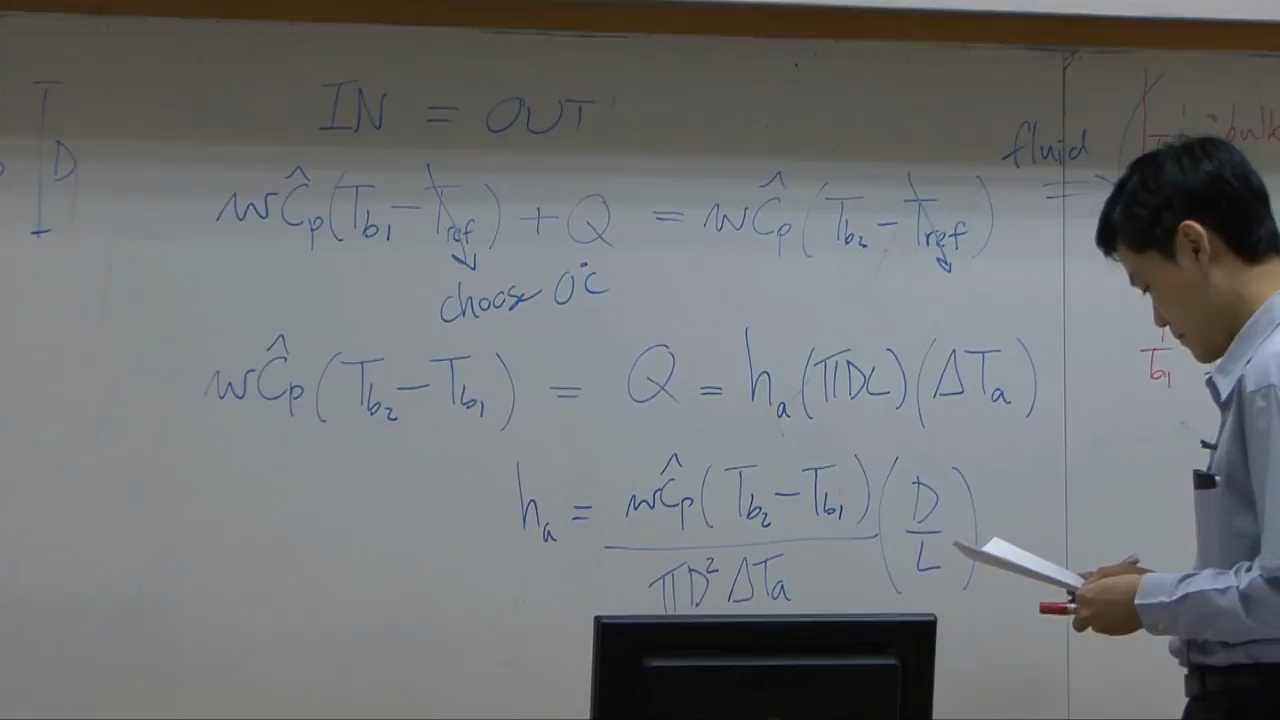 IN = OUT
D
fluid
bulk
wĈp(Tb1 - Tref) + Q = wĈp(Tb2 - Tref)
choose 0°C
wĈp(Tb2 - Tb1) = Q = ha(πDL)(ΔTa)
Tb1
ha = wĈp(Tb2 - Tb1) / πD²ΔTa (D/L)